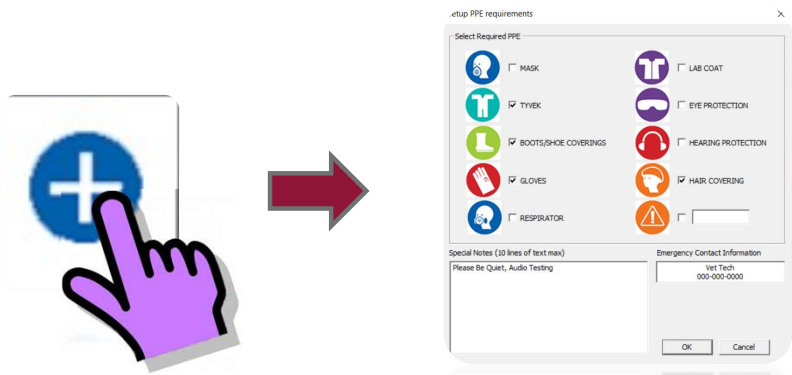 .etup PPE requirements
Select Required PPE
MASK
LAB COAT
TYVEK
EYE PROTECTION
BOOTS/SHOE COVERINGS
HEARING PROTECTION
GLOVES
HAIR COVERING
RESPIRATOR
Special Notes (10 lines of text max)
Emergency Contact Information
Please Be Quiet, Audio Testing
Vet Tech
000-000-0000
OK
Cancel